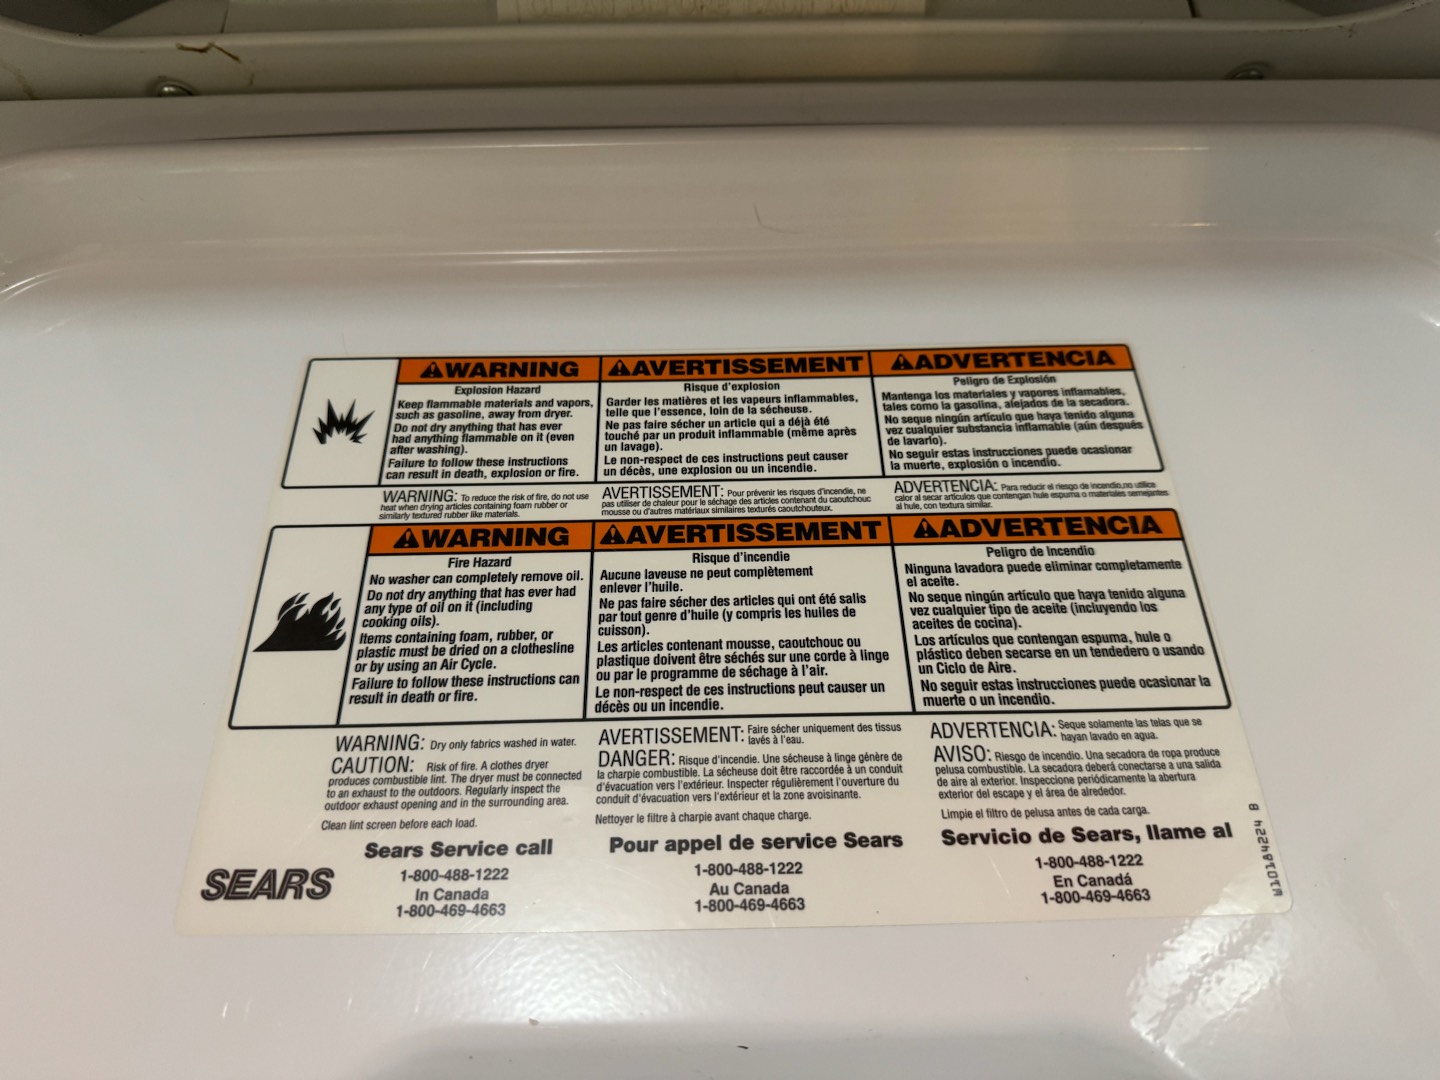 CLEAN BEFORE EACH LOAD
WARNING
Explosion Hazard
Keep flammable materials and vapors,
such as gasoline, away from dryer.
Do not dry anything that has ever
had anything flammable on it (even
after washing).
Failure to follow these instructions
can result in death, explosion or fire.
AVERTISSEMENT
Risque d'explosion
Garder les matières et les vapeurs inflammables,
telle que l'essence, loin de la sécheuse.
Ne pas faire sécher un article qui a déjà été
touché par un produit inflammable (même après
un lavage).
Le non-respect de ces instructions peut causer
un décès, une explosion ou un incendie.
ADVERTENCIA
Peligro de Explosión
Mantenga los materiales y vapores inflamables,
tales como la gasolina, alejados de la secadora.
No seque ningún artículo que haya tenido alguna
vez cualquier substancia inflamable (aún después
de lavarlo).
No seguir estas instrucciones puede ocasionar
la muerte, explosión o incendio.
WARNING: To reduce the risk of fire, do not use
heat when drying articles containing foam rubber or
similarly textured rubber like materials.
AVERTISSEMENT: Pour prévenir les risques d'incendie, ne
pas utiliser de chaleur pour le séchage des articles contenant du caoutchouc
mousse ou d'autres matériaux similaires texturés caoutchouteux.
ADVERTENCIA: Para reducir el riesgo de incendio,no utilice
calor al secar artículos que contengan hule espuma o materiales semejantes
al hule, con textura similar.
WARNING
Fire Hazard
No washer can completely remove oil.
Do not dry anything that has ever had
any type of oil on it (including
cooking oils).
Items containing foam, rubber, or
plastic must be dried on a clothesline
or by using an Air Cycle.
Failure to follow these instructions can
result in death or fire.
AVERTISSEMENT
Risque d'incendie
Aucune laveuse ne peut complètement
enlever l'huile.
Ne pas faire sécher des articles qui ont été salis
par tout genre d'huile (y compris les huiles de
cuisson).
Les articles contenant mousse, caoutchouc ou
plastique doivent être séchés sur une corde à linge
ou par le programme de séchage à l'air.
Le non-respect de ces instructions peut causer un
décès ou un incendie.
ADVERTENCIA
Peligro de Incendio
Ninguna lavadora puede eliminar completamente
el aceite.
No seque ningún artículo que haya tenido alguna
vez cualquier tipo de aceite (incluyendo los
aceites de cocina).
Los artículos que contengan espuma, hule o
plástico deben secarse en un tendedero o usando
un Ciclo de Aire.
No seguir estas instrucciones puede ocasionar la
muerte o un incendio.
WARNING: Dry only fabrics washed in water.
CAUTION: Risk of fire. A clothes dryer
produces combustible lint. The dryer must be connected
to an exhaust to the outdoors. Regularly inspect the
outdoor exhaust opening and in the surrounding area.
Clean lint screen before each load.
AVERTISSEMENT: Faire sécher uniquement des tissus
lavés à l'eau.
DANGER: Risque d'incendie. Une sécheuse à linge génère de
la charpie combustible. La sécheuse doit être raccordée à un conduit
d'évacuation vers l'extérieur. Inspecter régulièrement l'ouverture du
conduit d'évacuation vers l'extérieur et la zone avoisinante.
Nettoyer le filtre à charpie avant chaque charge.
ADVERTENCIA: Seque solamente las telas que se
hayan lavado en agua.
AVISO: Riesgo de incendio. Una secadora de ropa produce
pelusa combustible. La secadora deberá conectarse a una salida
de aire al exterior. Inspeccione periódicamente la abertura
exterior del escape y el área de alrededor.
Limpie el filtro de pelusa antes de cada carga.
SEARS
Sears Service call
1-800-488-1222
In Canada
1-800-469-4663
Pour appel de service Sears
1-800-488-1222
Au Canada
1-800-469-4663
Servicio de Sears, llame al
1-800-488-1222
En Canadá
1-800-469-4663
W10184224 B